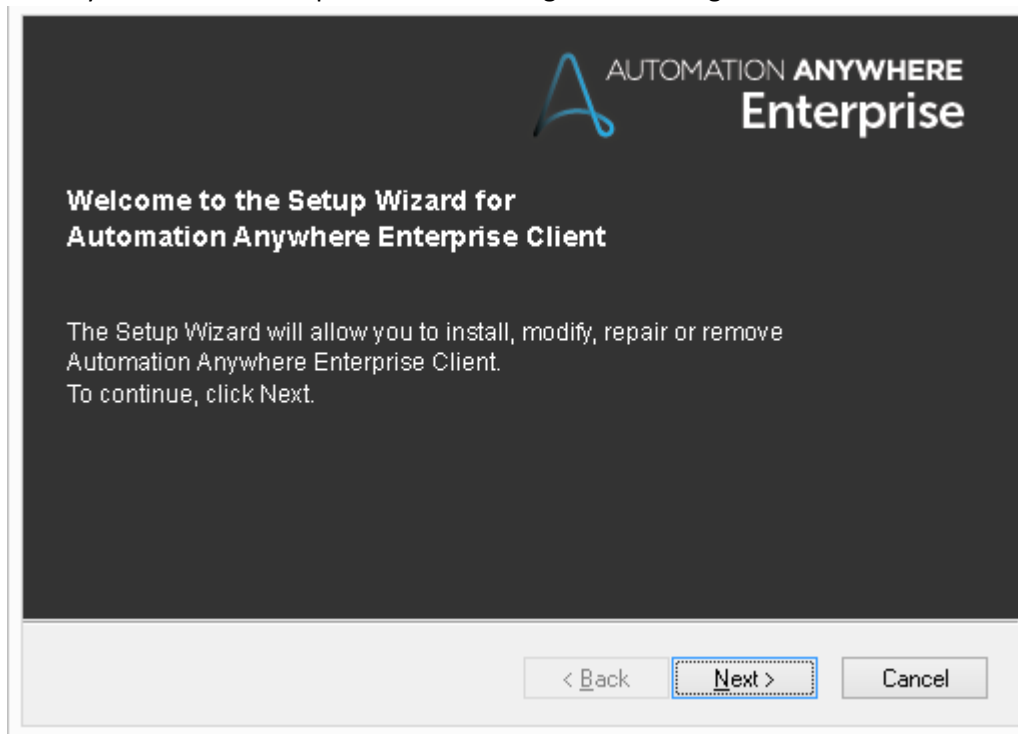 AUTOMATION ANYWHERE
Enterprise
Welcome to the Setup Wizard for
Automation Anywhere Enterprise Client
The Setup Wizard will allow you to install, modify, repair or remove
Automation Anywhere Enterprise Client.
To continue, click Next.
< Back Next > Cancel